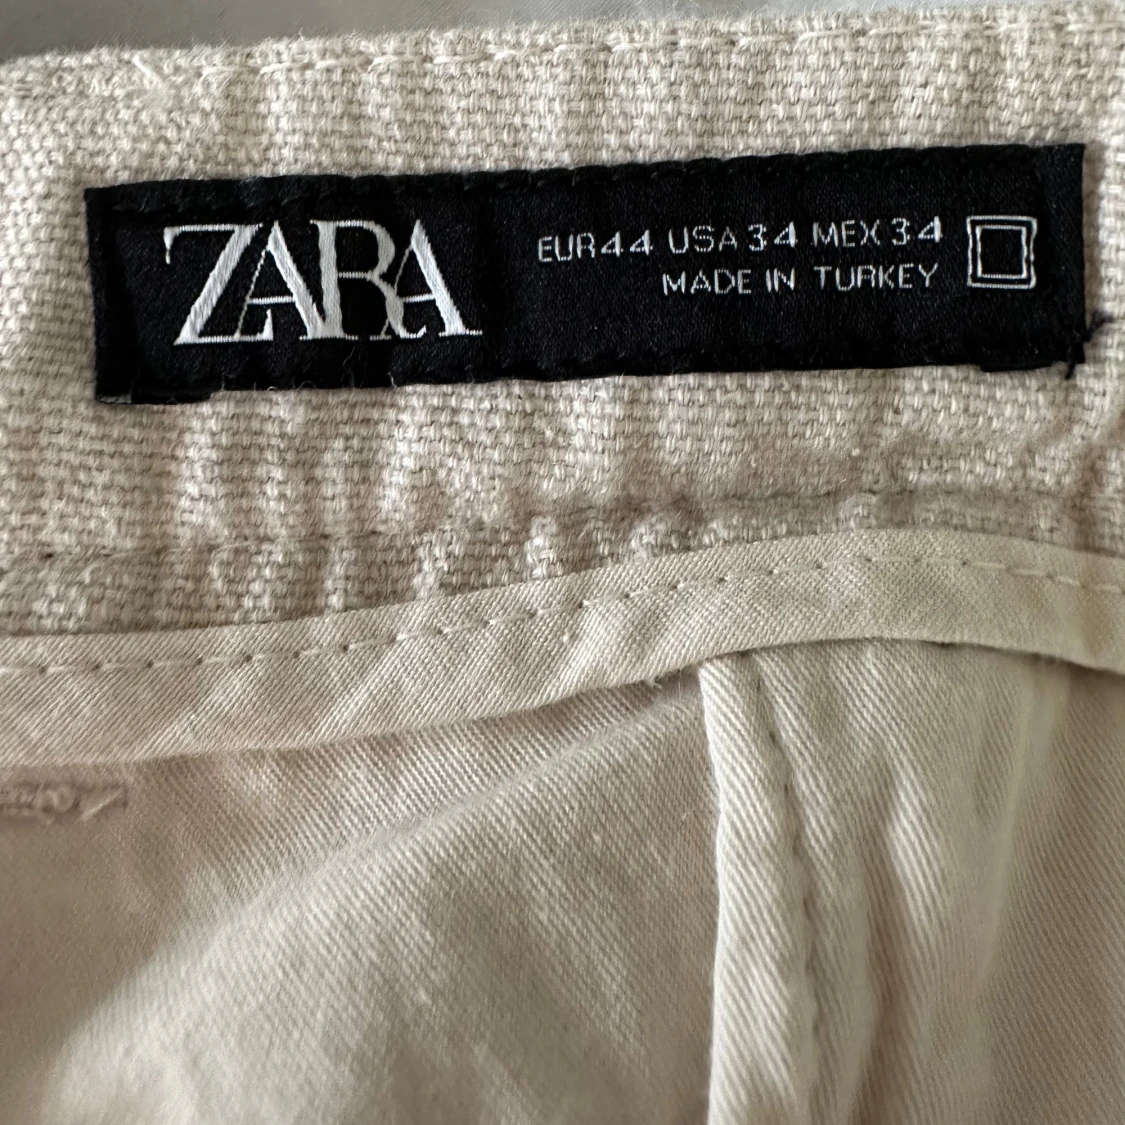 ZARA
EUR 44 USA 34 MEX 34
MADE IN TURKEY